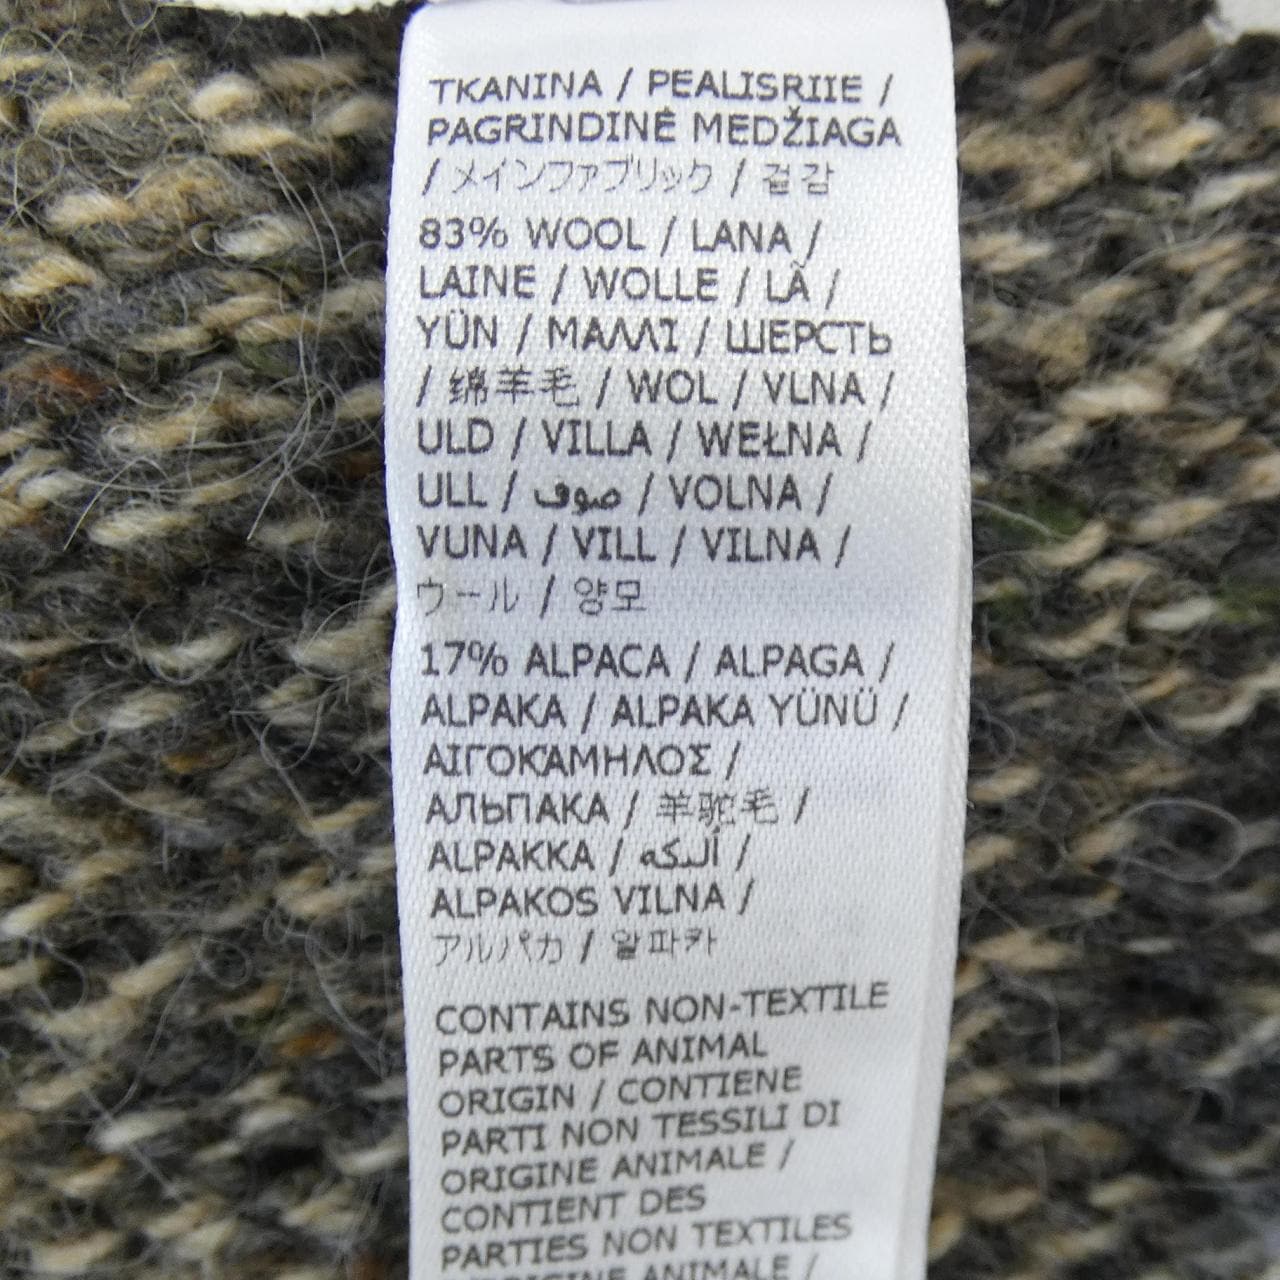 TKANINA / PEALISRIIE /
PAGRINDINĖ MEDŽIAGA
/ メインファブリック / 겉감
83% WOOL / LANA /
LAINE / WOLLE / LÃ /
YÜN / ΜΑΛΛΊ / ШЕРСТЬ
/ 绵羊毛 / WOL / VLNA /
ULD / VILLA / WEŁNA /
ULL / صوف / VOLNA /
VUNA / VILL / VILNA /
ウール / 양모
17% ALPACA / ALPAGA /
ALPAKA / ALPAKA YÜNÜ /
ΑΙΓΟΚΆΜΗΛΟΣ /
АЛЬПАКА / 羊驼毛 /
ALPAKKA / ألبكه /
ALPAKOS VILNA /
アルパカ / 알파카
CONTAINS NON-TEXTILE
PARTS OF ANIMAL
ORIGIN / CONTIENE
PARTI NON TESSILI DI
ORIGINE ANIMALE /
CONTIENT DES
PARTIES NON TEXTILES
ORIGINE ANIMALE /